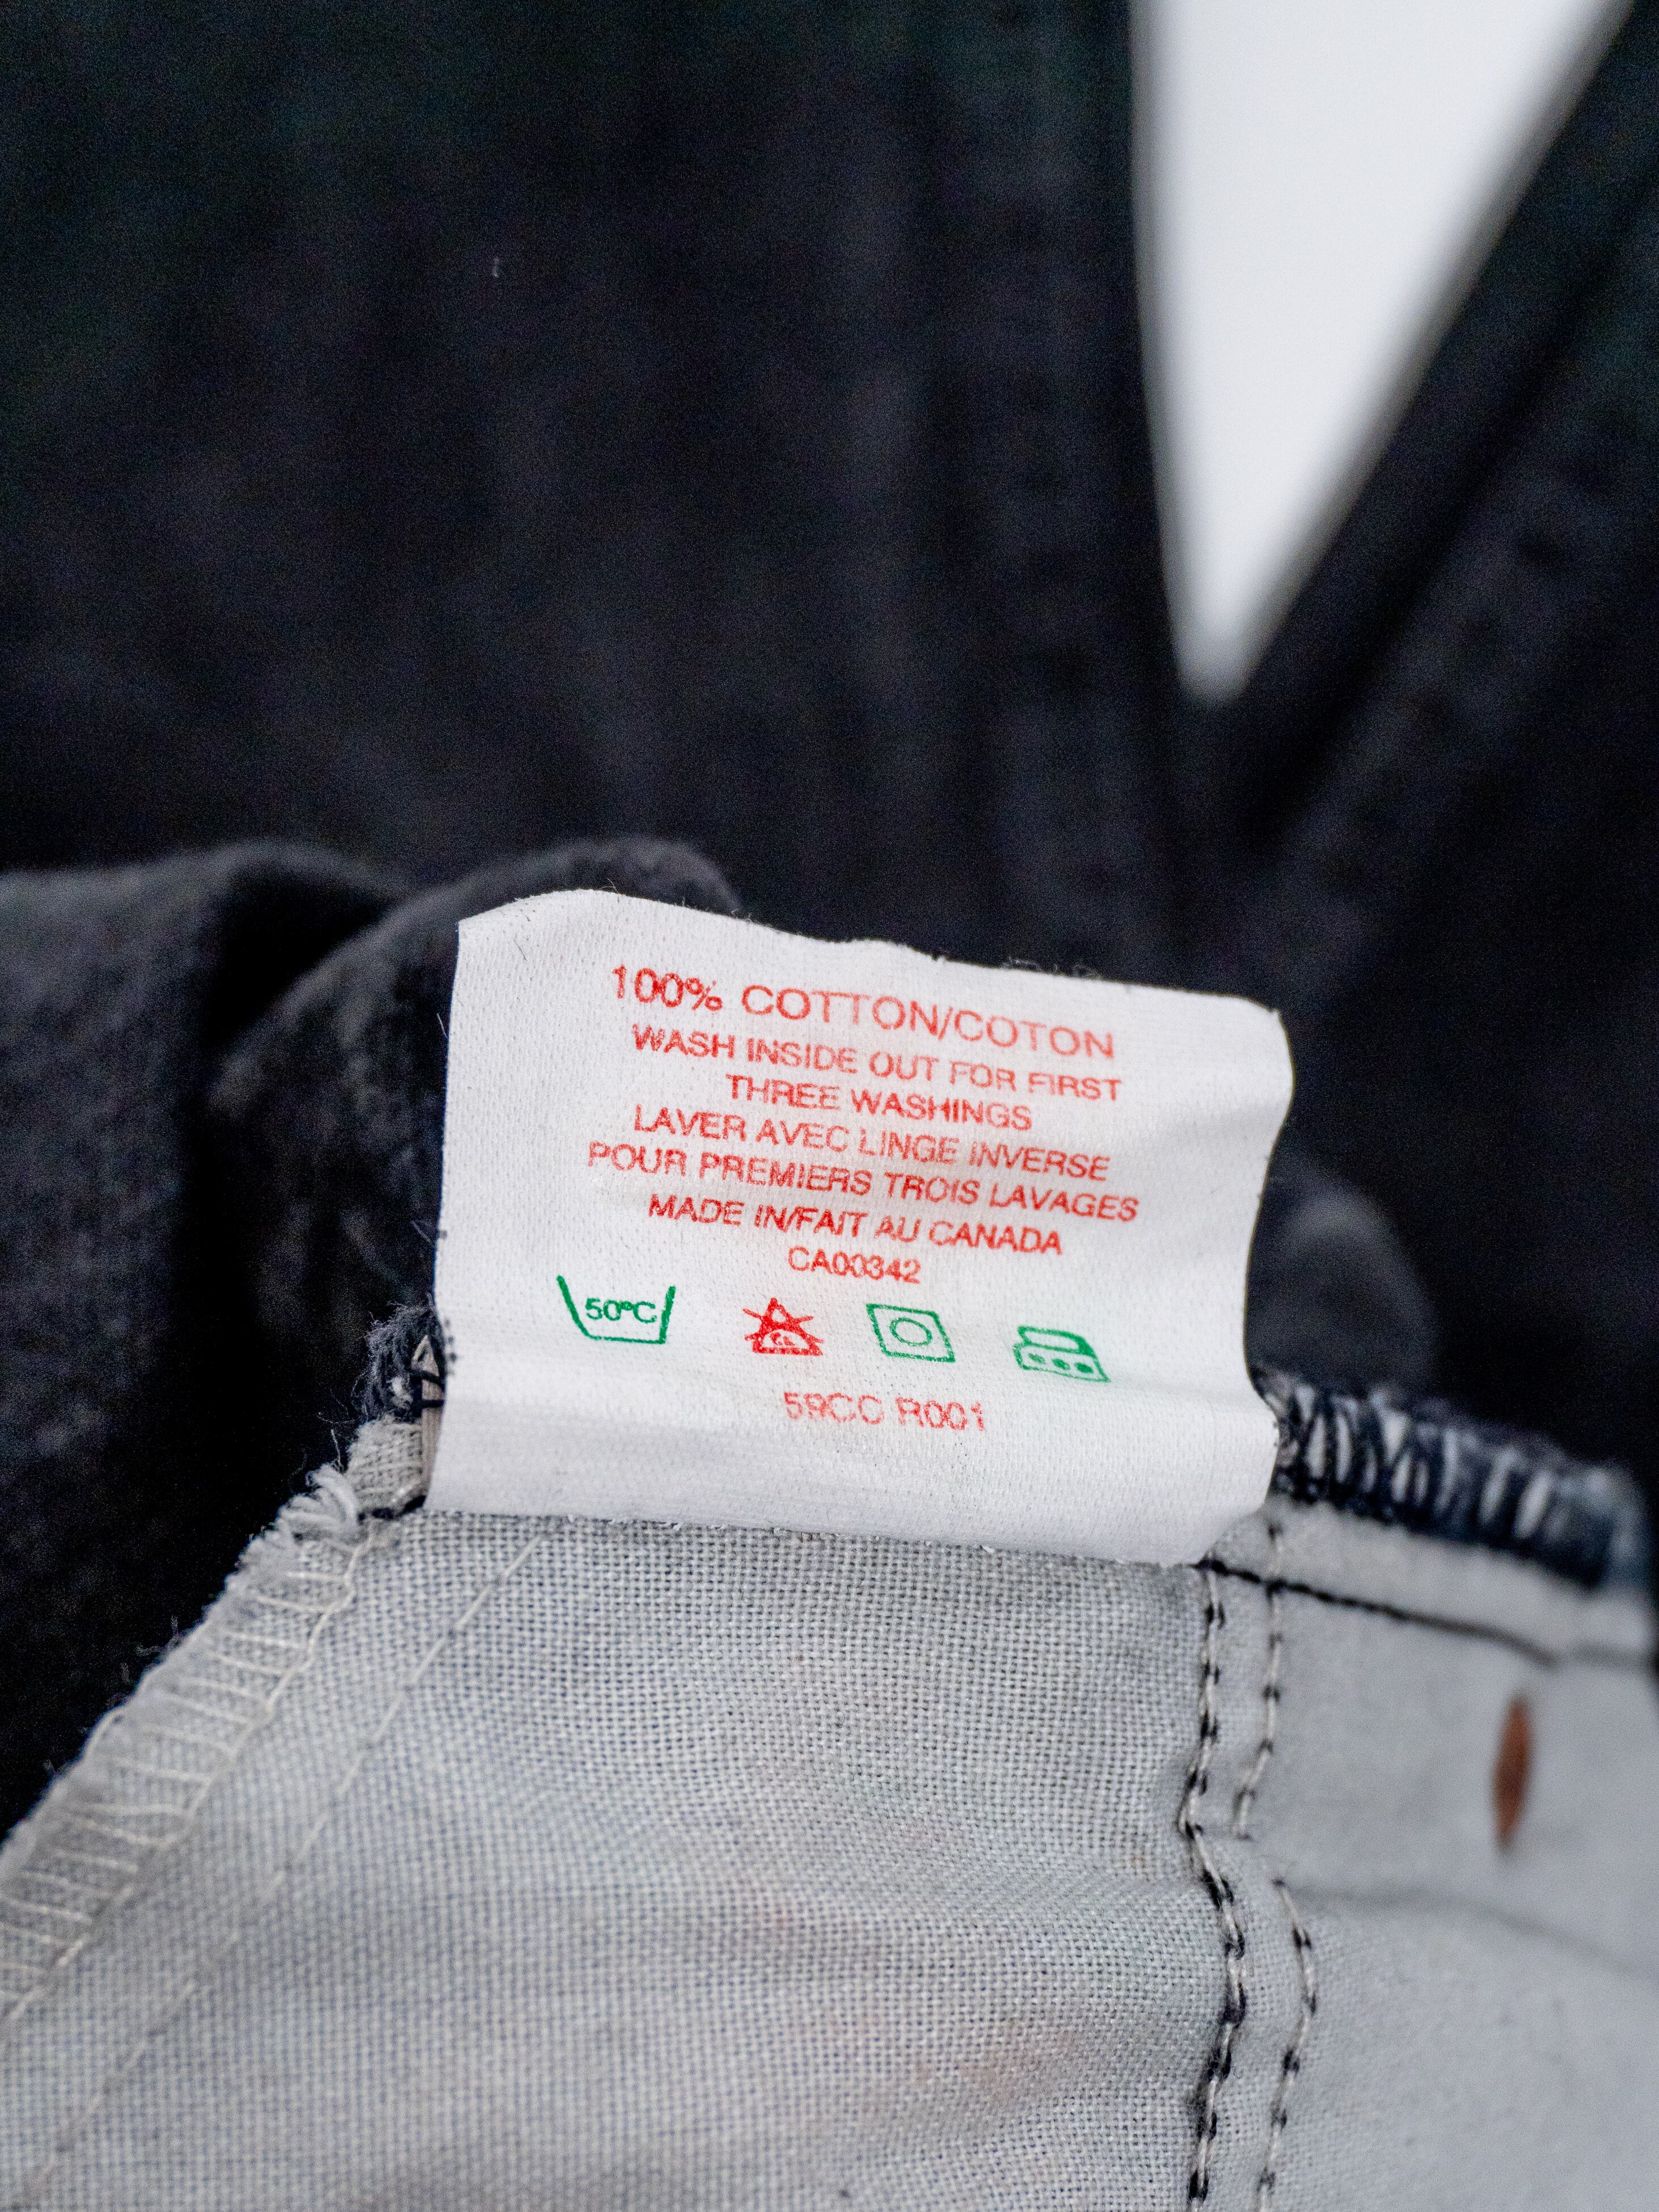 100% COTTON/COTON
WASH INSIDE OUT FOR FIRST
THREE WASHINGS
LAVER AVEC LINGE INVERSE
POUR PREMIERS TROIS LAVAGES
MADE IN/FAIT AU CANADA
CA00342
50°C CL
59CC R001